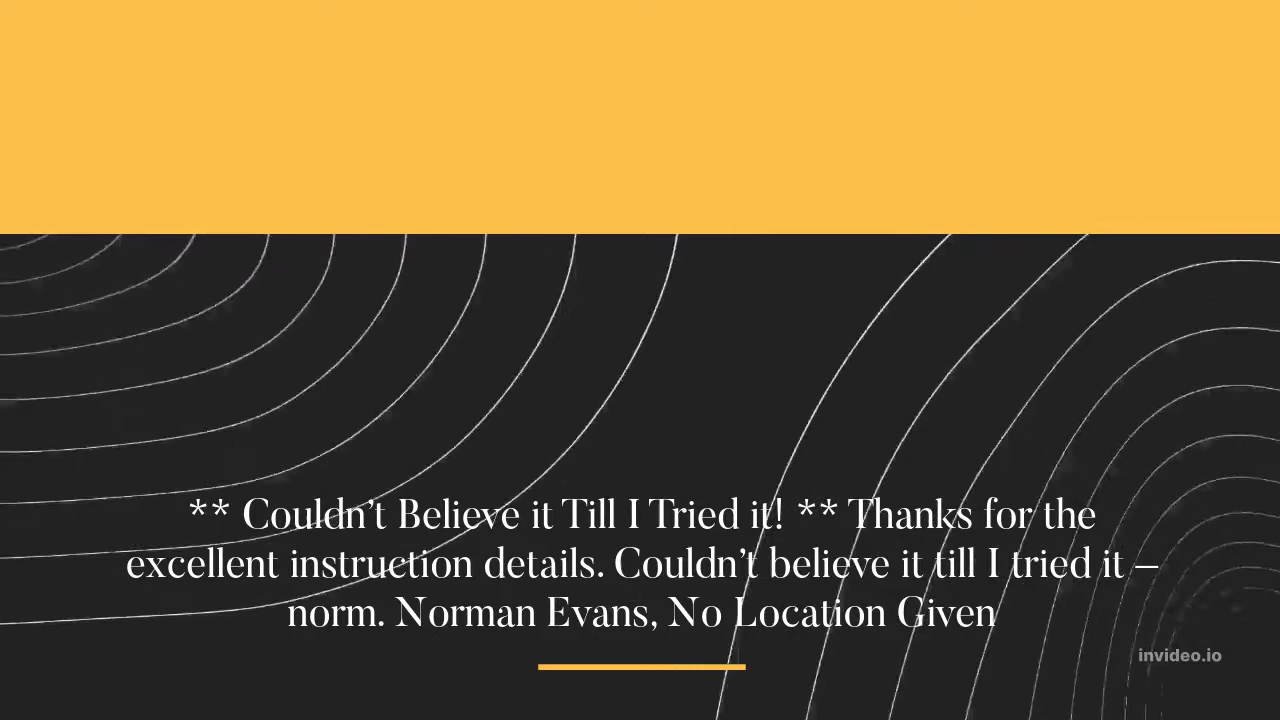 ** Couldn’t Believe it Till I Tried it! ** Thanks for the
excellent instruction details. Couldn’t believe it till I tried it –
norm. Norman Evans, No Location Given
invideo.io